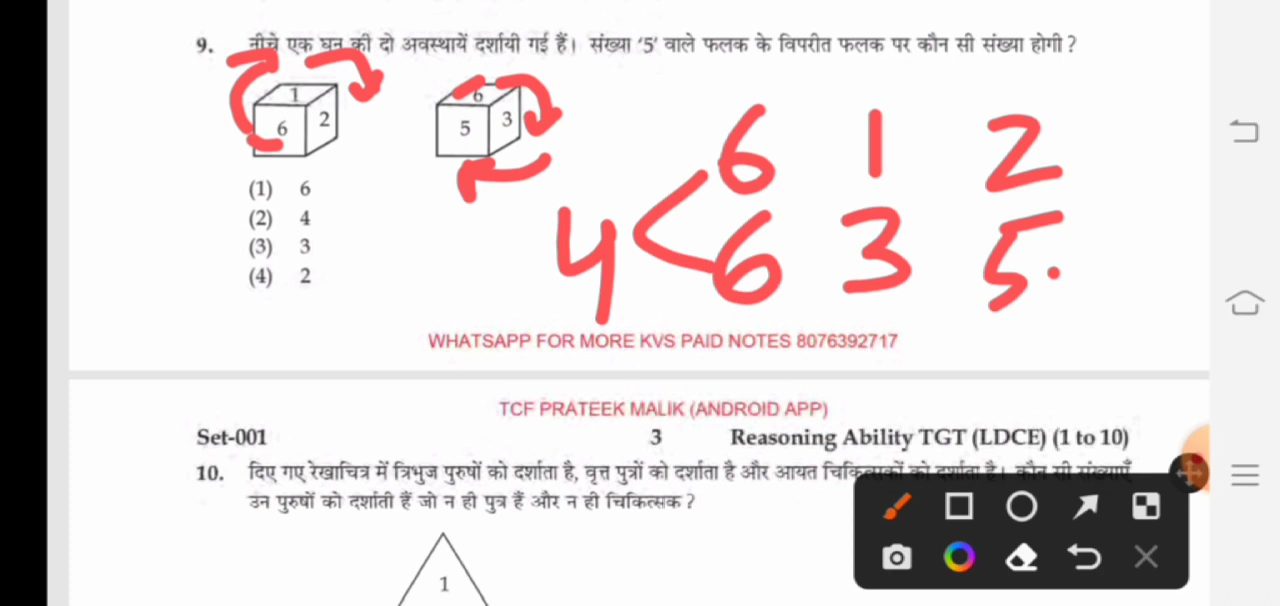 9. नीचे एक घन की दो अवस्थायें दर्शायी गई हैं। संख्या '5' वाले फलक के विपरीत फलक पर कौन सी संख्या होगी ?
1
6 2
6
5 3
6 1 2
4 6 3 5.
(1) 6
(2) 4
(3) 3
(4) 2
WHATSAPP FOR MORE KVS PAID NOTES 8076392717
TCF PRATEEK MALIK (ANDROID APP)
Set-001 3 Reasoning Ability TGT (LDCE) (1 to 10)
10. दिए गए रेखाचित्र में त्रिभुज पुरुषों को दर्शाता है, वृत्त पुत्रों को दर्शाता है और आयत चिकित्सकों को दर्शाता है। कौन सी संख्याएँ
उन पुरुषों को दर्शाती हैं जो न ही पुत्र हैं और न ही चिकित्सक ?
1